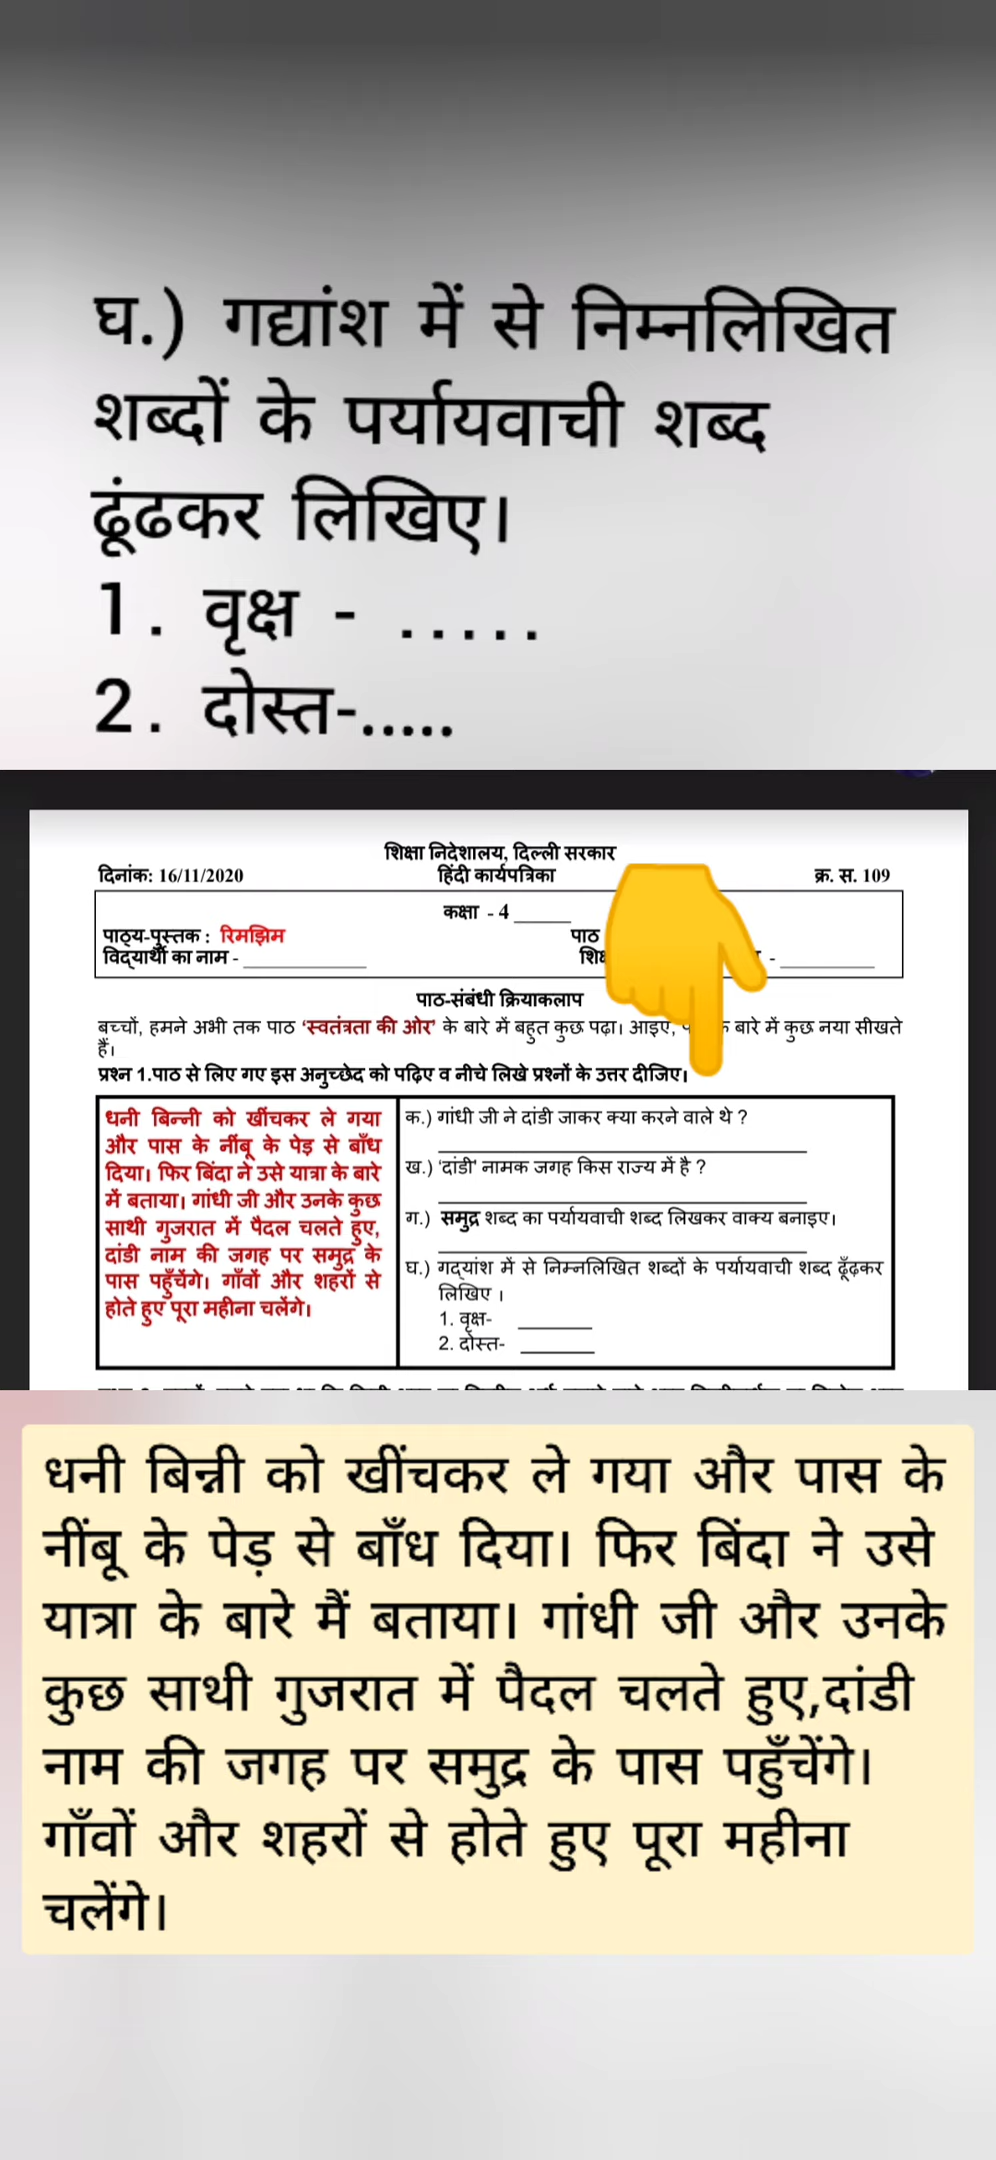 घ.) गद्यांश में से निम्नलिखित
शब्दों के पर्यायवाची शब्द
ढूंढकर लिखिए।
1. वृक्ष - .....
2. दोस्त-.....
शिक्षा निदेशालय, दिल्ली सरकार
दिनांक: 16/11/2020 हिंदी कार्यपत्रिका क्र. स. 109
कक्षा - 4 ______
पाठ्य-पुस्तक : रिमझिम पाठ
विद्यार्थी का नाम - ____________ - __________
पाठ-संबंधी क्रियाकलाप
बच्चों, हमने अभी तक पाठ ‘स्वतंत्रता की ओर’ के बारे में बहुत कुछ पढ़ा। आइए, के बारे में कुछ नया सीखते
हैं।
प्रश्न 1.पाठ से लिए गए इस अनुच्छेद को पढ़िए व नीचे लिखे प्रश्नों के उत्तर दीजिए।
धनी बिन्नी को खींचकर ले गया
और पास के नींबू के पेड़ से बाँध
दिया। फिर बिंदा ने उसे यात्रा के बारे
में बताया। गांधी जी और उनके कुछ
साथी गुजरात में पैदल चलते हुए,
दांडी नाम की जगह पर समुद्र के
पास पहुँचेंगे। गाँवों और शहरों से
होते हुए पूरा महीना चलेंगे।
क.) गांधी जी ने दांडी जाकर क्या करने वाले थे ?
ख.) 'दांडी' नामक जगह किस राज्य में है ?
ग.) समुद्र शब्द का पर्यायवाची शब्द लिखकर वाक्य बनाइए।
घ.) गद्यांश में से निम्नलिखित शब्दों के पर्यायवाची शब्द ढूँढ़कर
लिखिए ।
1. वृक्ष- ________
2. दोस्त- ________
धनी बिन्नी को खींचकर ले गया और पास के
नींबू के पेड़ से बाँध दिया। फिर बिंदा ने उसे
यात्रा के बारे मैं बताया। गांधी जी और उनके
कुछ साथी गुजरात में पैदल चलते हुए,दांडी
नाम की जगह पर समुद्र के पास पहुँचेंगे।
गाँवों और शहरों से होते हुए पूरा महीना
चलेंगे।